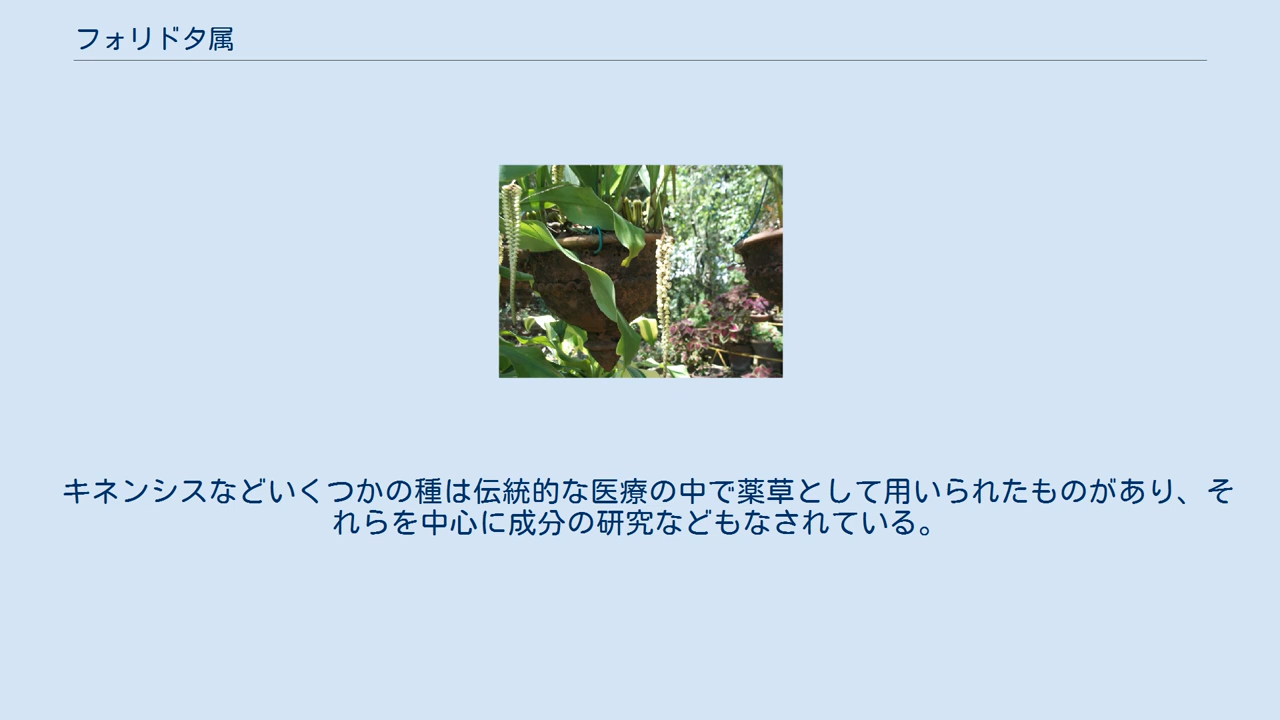 フォリドタ属
キネンシスなどいくつかの種は伝統的な医療の中で薬草として用いられたものがあり、そ
れらを中心に成分の研究などもなされている。